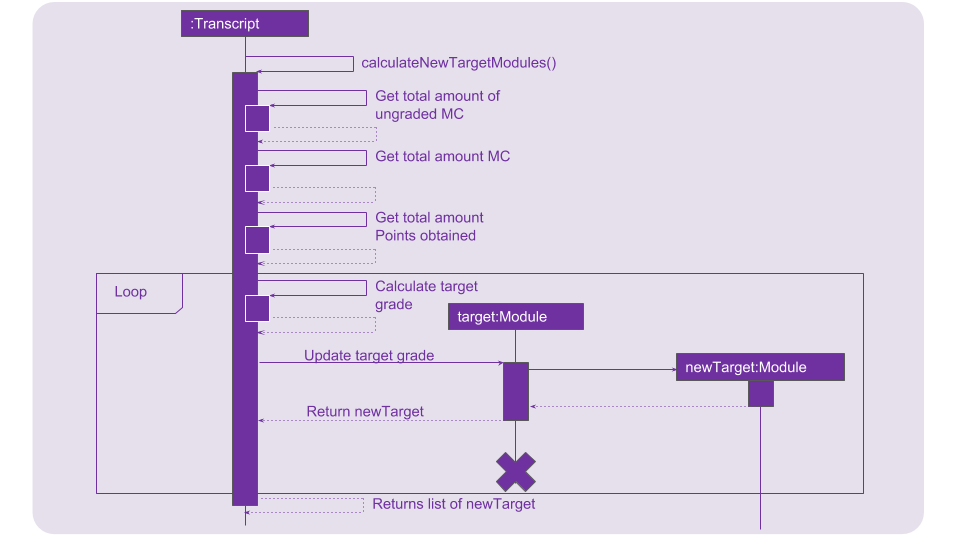 :Transcript
calculateNewTargetModules()
Get total amount of
ungraded MC
Get total amount MC
Get total amount
Points obtained
Loop
Calculate target
grade
target:Module
Update target grade
newTarget:Module
Return newTarget
Returns list of newTarget